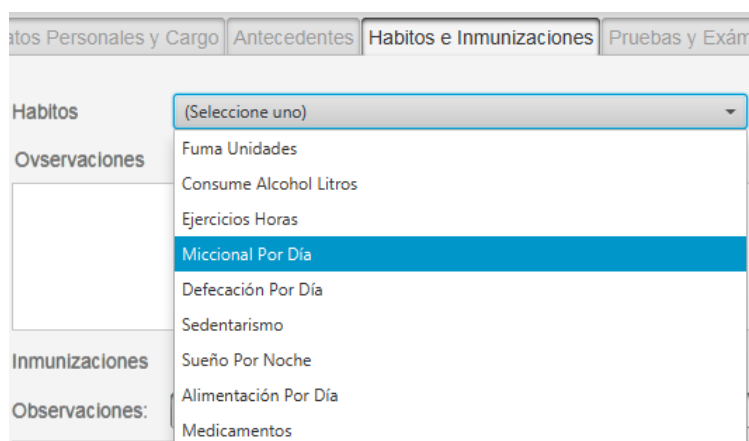 atos Personales y Cargo Antecedentes Habitos e Inmunizaciones Pruebas y Exám
Habitos (Seleccione uno)
Ovservaciones
Fuma Unidades
Consume Alcohol Litros
Ejercicios Horas
Miccional Por Día
Defecación Por Día
Sedentarismo
Inmunizaciones Sueño Por Noche
Alimentación Por Día
Observaciones:
Medicamentos